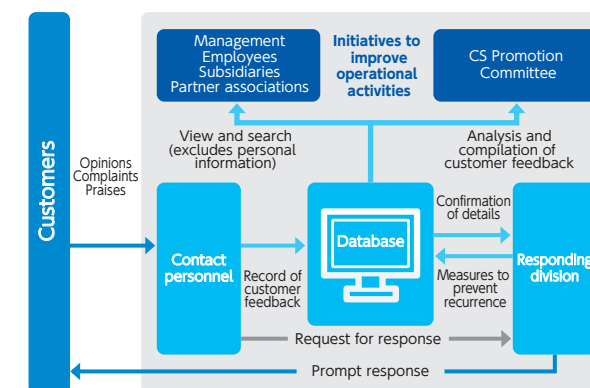 Management
Employees
Subsidiaries
Partner associations
Initiatives to
improve
operational
activities
CS Promotion
Committee
View and search
(excludes personal
information)
Analysis and
compilation of
customer feedback
Customers
Opinions
Complaints
Praises
Contact
personnel
Record of
customer
feedback
Database
Confirmation
of details
Measures to
prevent
recurrence
Responding
division
Request for response
Prompt response